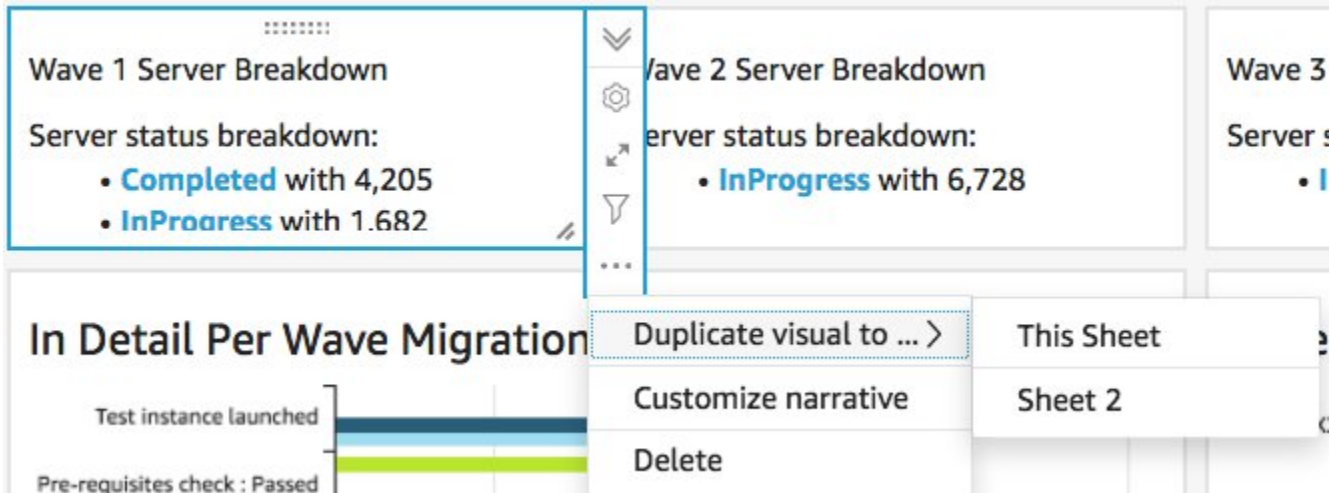 Wave 1 Server Breakdown
Server status breakdown:
• Completed with 4,205
• InProgress with 1,682
Wave 2 Server Breakdown
erver status breakdown:
• InProgress with 6,728
Wave 3
Server
In Detail Per Wave Migration
Test instance launched
Pre-requisites check : Passed
Duplicate visual to ... >
Customize narrative
Delete
This Sheet
Sheet 2